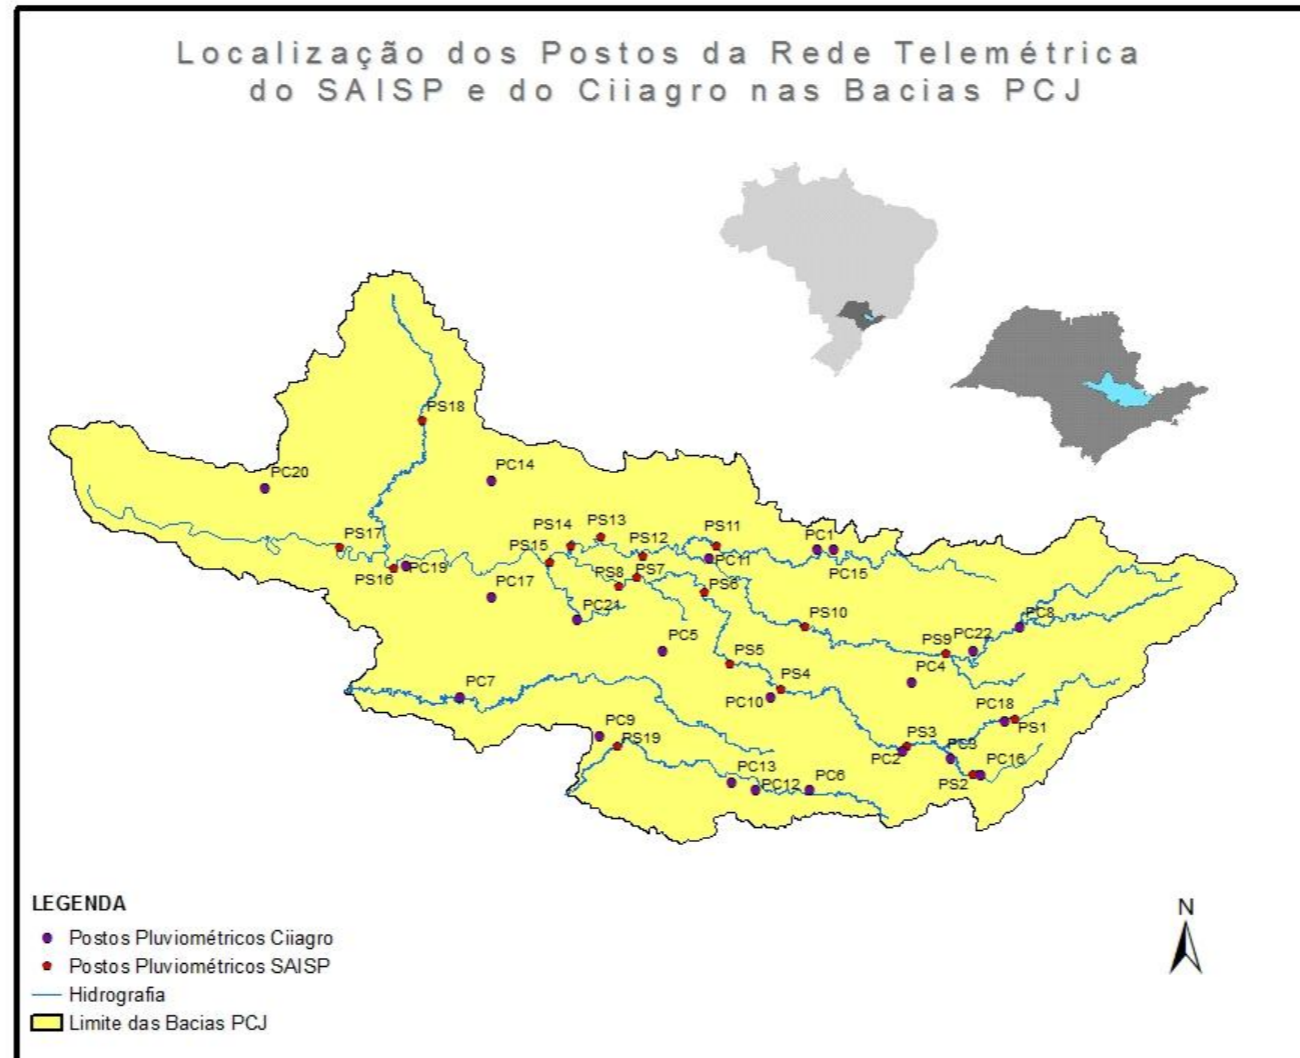 Localização dos Postos da Rede Telemétrica
do SAISP e do Ciiagro nas Bacias PCJ
PS18
PC20
PC14
PS17
PS14
PS13
PS11
PC1
PS15
PS12
PC11
PC15
PS16
PC19
PS8
PS7
PS6
PC17
PC21
PS10
PC8
PC5
PS9
PC22
PS5
PC4
PS4
PC7
PC10
PC18
PS1
PC9
PS19
PS3
PC2
PC3
PC13
PC12
PC6
PC16
PS2
LEGENDA
Postos Pluviométricos Ciiagro
Postos Pluviométricos SAISP
Hidrografia
Limite das Bacias PCJ
N